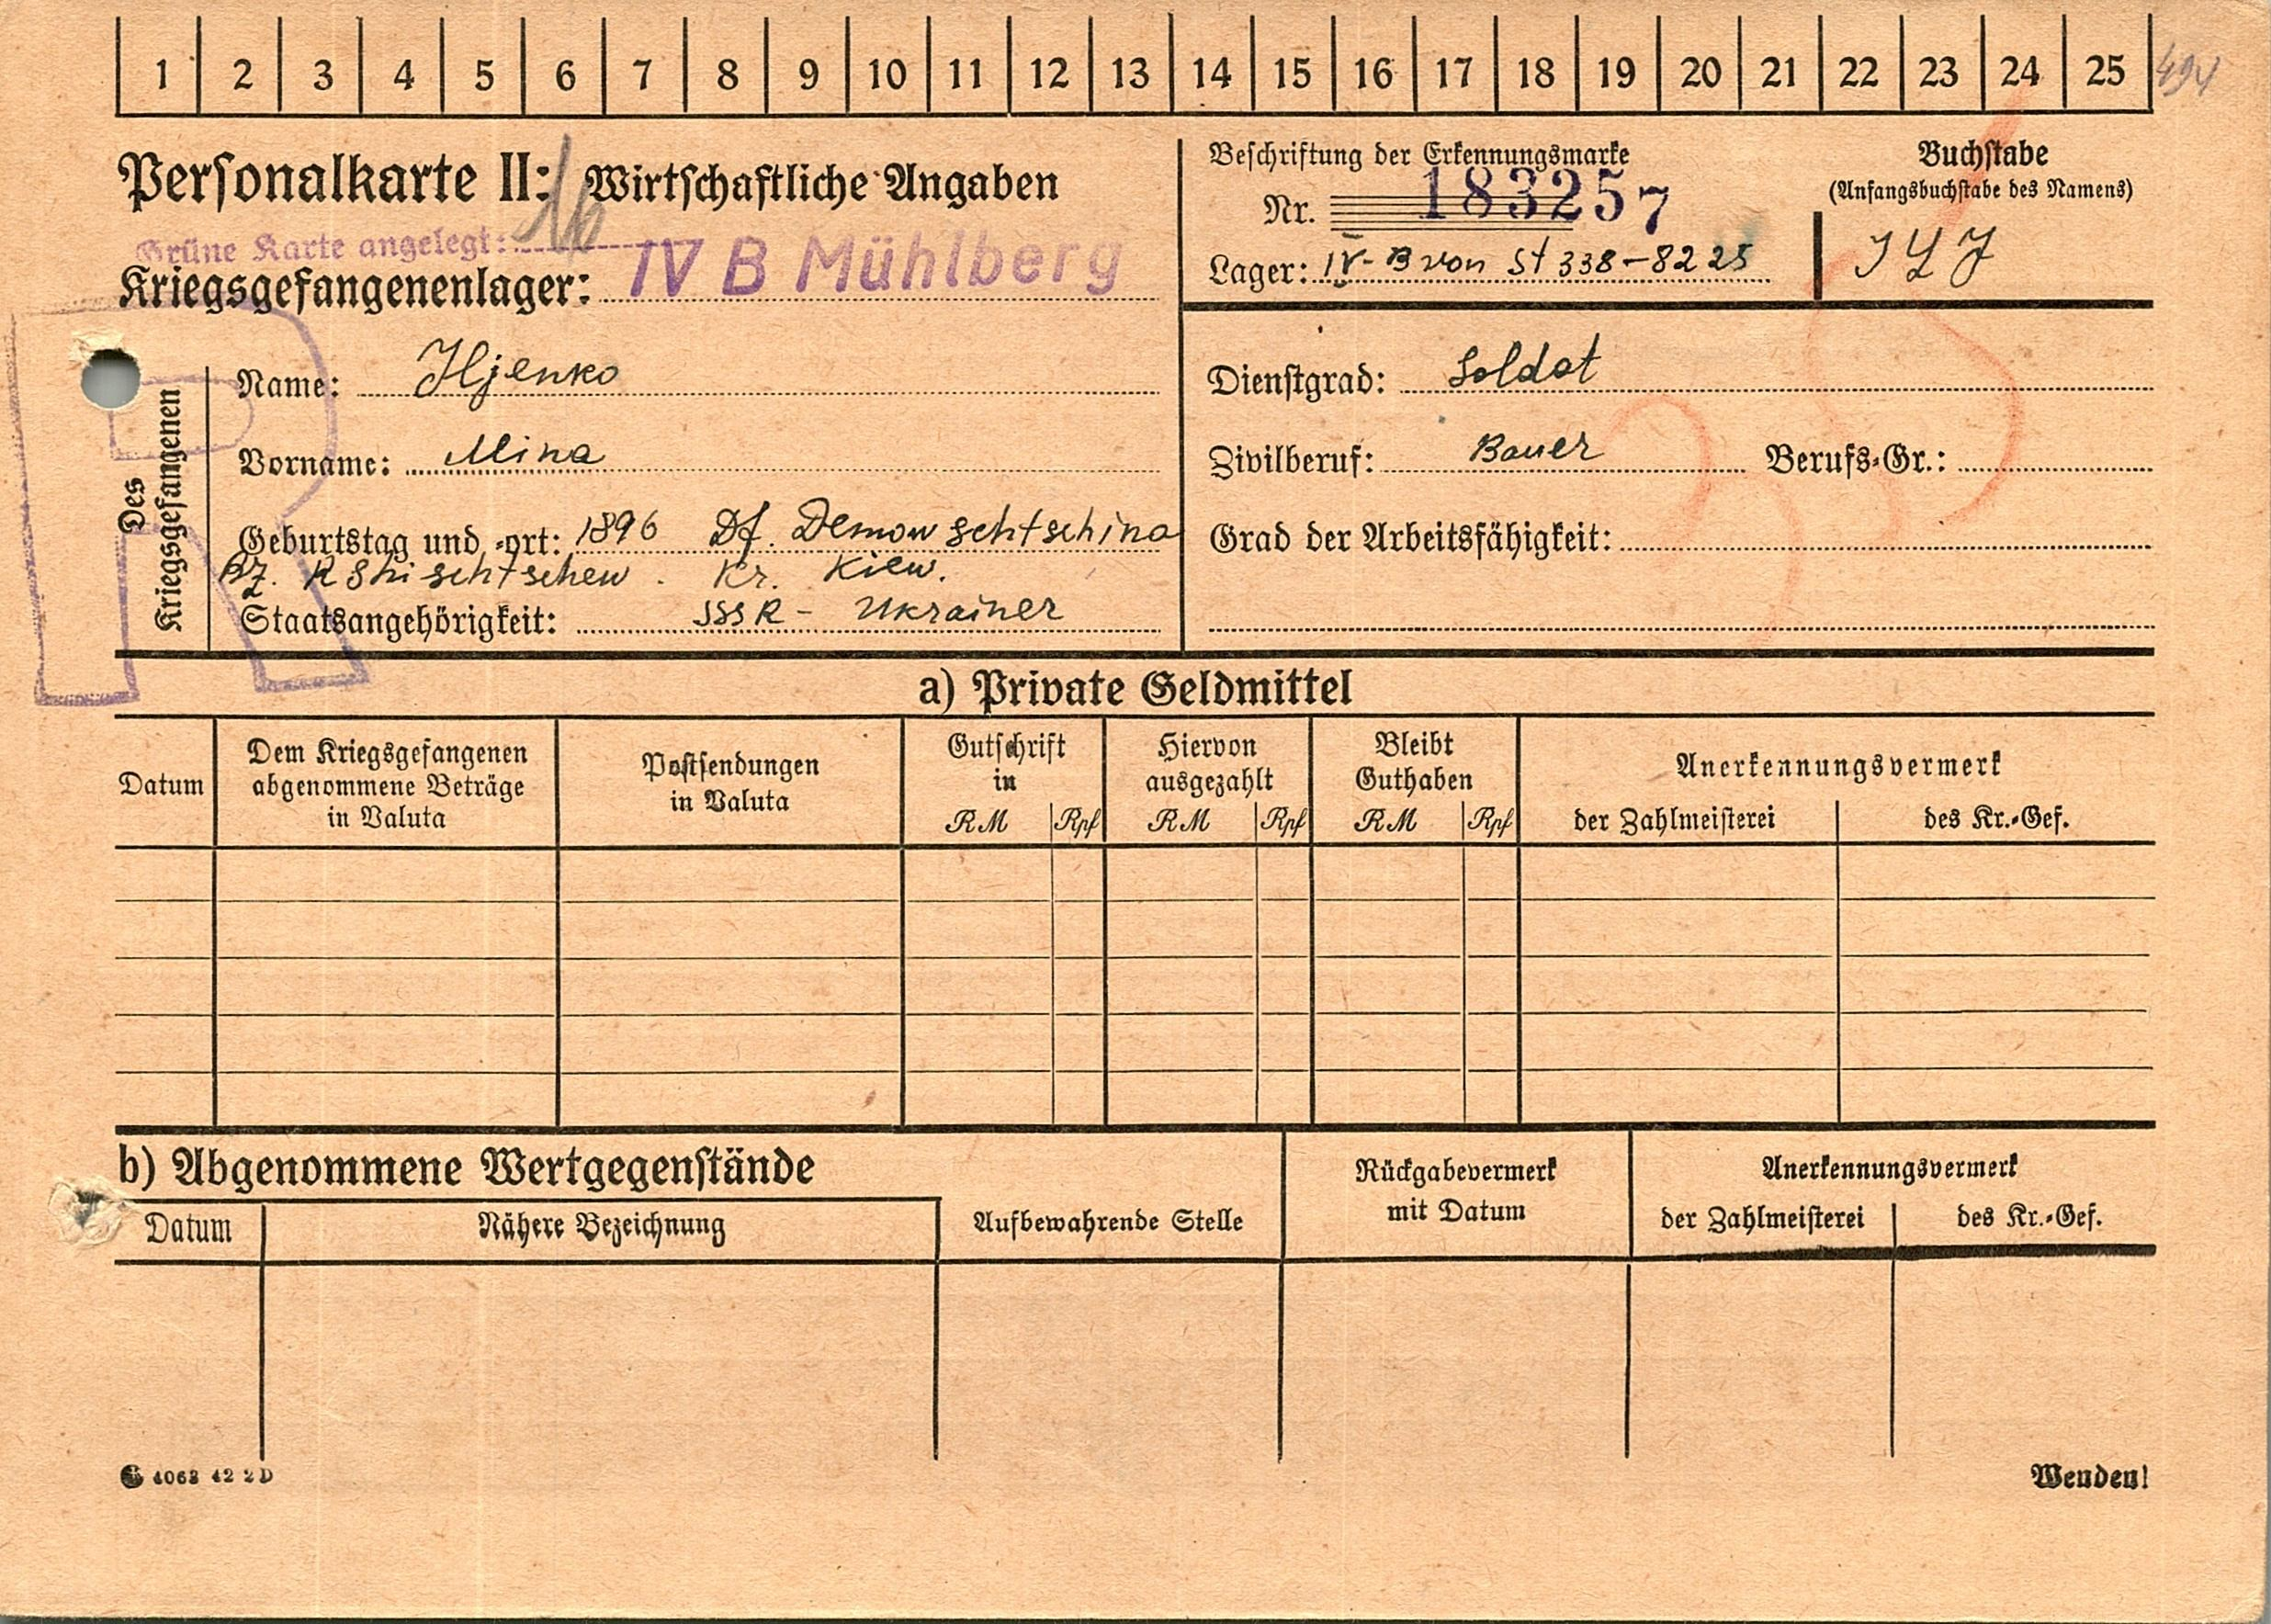 1 2 3 4 5 6 7 8 9 10 11 12 13 14 15 16 17 18 19 20 21 22 23 24 25
494
Personalkarte II: Wirtschaftliche Angaben
Grüne Karte angelegt:
Kriegsgefangenenlager: IV B Mühlberg
Beschriftung der Erkennungsmarke
Nr. 183257
Lager: IV-B von St 338-8225
Buchstabe
(Anfangsbuchstabe des Namens)
J L J
Des Kriegsgefangenen
Name: Iljenko
Vorname: Mina
Geburtstag und -ort: 1896 Df. Demowschtschina
Bz. Kshischtschew. Kr. Kiew.
Staatsangehörigkeit: SSSR - Ukrainer
Dienstgrad: Soldat
Zivilberuf: Bauer Berufs-Gr.:
Grad der Arbeitsfähigkeit:
R
a) Private Geldmittel
Datum
Dem Kriegsgefangenen
abgenommene Beträge
in Valuta
Postsendungen
in Valuta
Gutschrift
in
RM Rpf
Hiervon
ausgezahlt
RM Rpf
Bleibt
Guthaben
RM Rpf
Anerkennungsvermerk
der Zahlmeisterei des Kr.-Gef.
b) Abgenommene Wertgegenstände
Datum Nähere Bezeichnung
Aufbewahrende Stelle
Rückgabevermerk
mit Datum
Anerkennungsvermerk
der Zahlmeisterei des Kr.-Gef.
4063 42 2 D
Wenden!